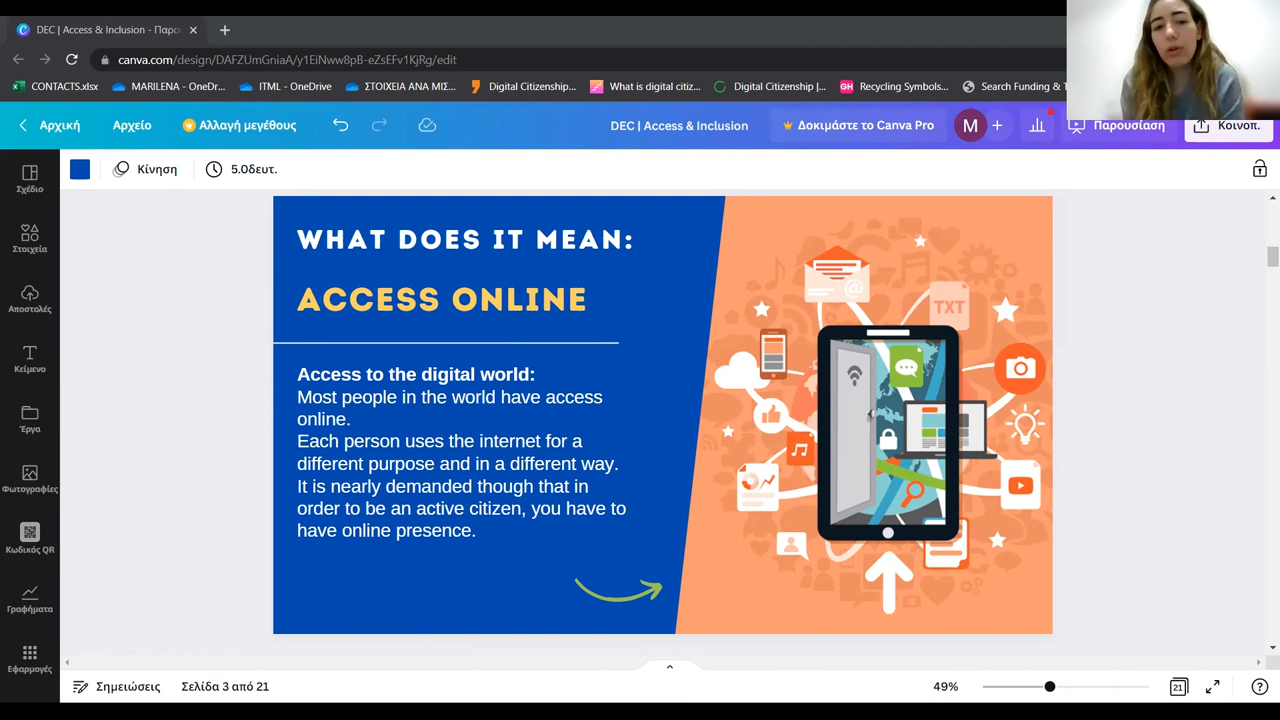 DEC | Access & Inclusion - Παρο
canva.com/design/DAFZUmGniaA/y1EiNww8pB-eZsEFv1KjRg/edit
CONTACTS.xlsx MARILENA - OneDr... ITML - OneDrive ΣΤΟΙΧΕΙΑ ΑΝΑ ΜΙΣ... Digital Citizenship... What is digital citiz... Digital Citizenship |... GH Recycling Symbols... Search Funding & T
Αρχική Αρχείο Αλλαγή μεγέθους DEC | Access & Inclusion Δοκιμάστε το Canva Pro M Παρουσίαση Κοινοπ.
Κίνηση 5.0δευτ.
Σχέδιο
Στοιχεία
Αποστολές
Κείμενο
Έργα
Φωτογραφίες
Κωδικός QR
Γραφήματα
Εφαρμογές
WHAT DOES IT MEAN:
ACCESS ONLINE
Access to the digital world:
Most people in the world have access
online.
Each person uses the internet for a
different purpose and in a different way.
It is nearly demanded though that in
order to be an active citizen, you have to
have online presence.
@
TXT
Σημειώσεις Σελίδα 3 από 21 49% 21